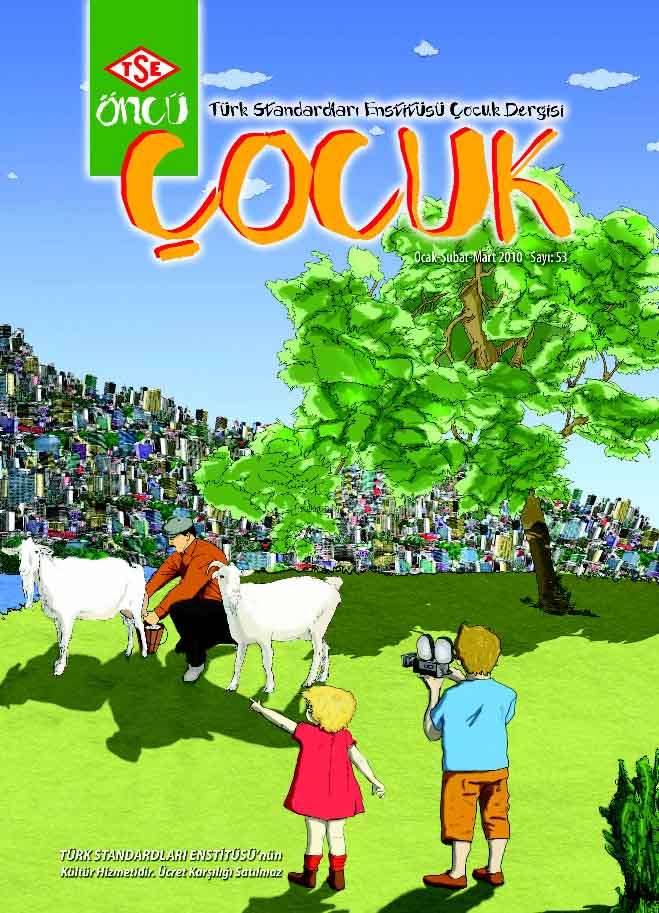 TSE
ÖNCÜ
Türk Standardları Enstitüsü Çocuk Dergisi
ÇOCUK
Ocak-Şubat-Mart 2010 Sayı: 53
TÜRK STANDARDLARI ENSTİTÜSÜ'nün
Kültür Hizmetidir. Ücret Karşılığı Satılmaz